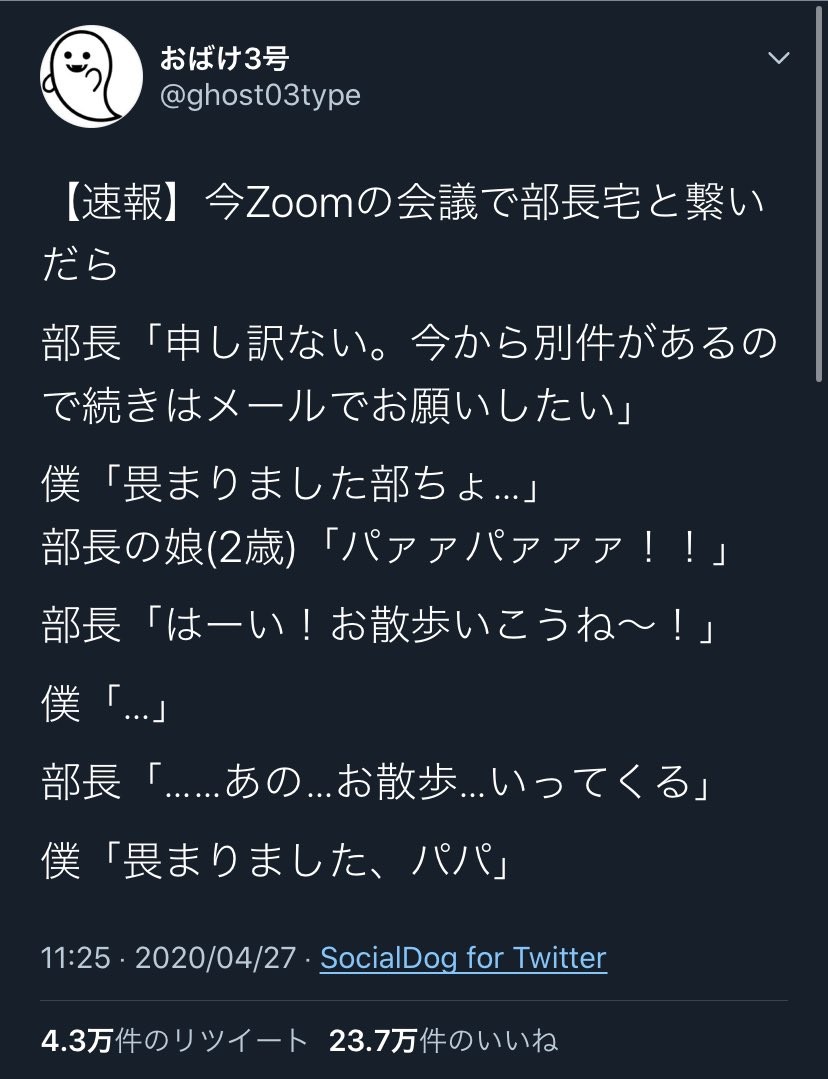 おばけ3号
@ghost03type
【速報】今Zoomの会議で部長宅と繋い
だら
部長「申し訳ない。今から別件があるの
で続きはメールでお願いしたい」
僕「畏まりました部ちょ…」
部長の娘(2歳)「パァァパァァァ！！」
部長「はーい！お散歩いこうね〜！」
僕「…」
部長「……あの…お散歩…いってくる」
僕「畏まりました、パパ」
11:25 · 2020/04/27 · SocialDog for Twitter
4.3万件のリツイート 23.7万件のいいね